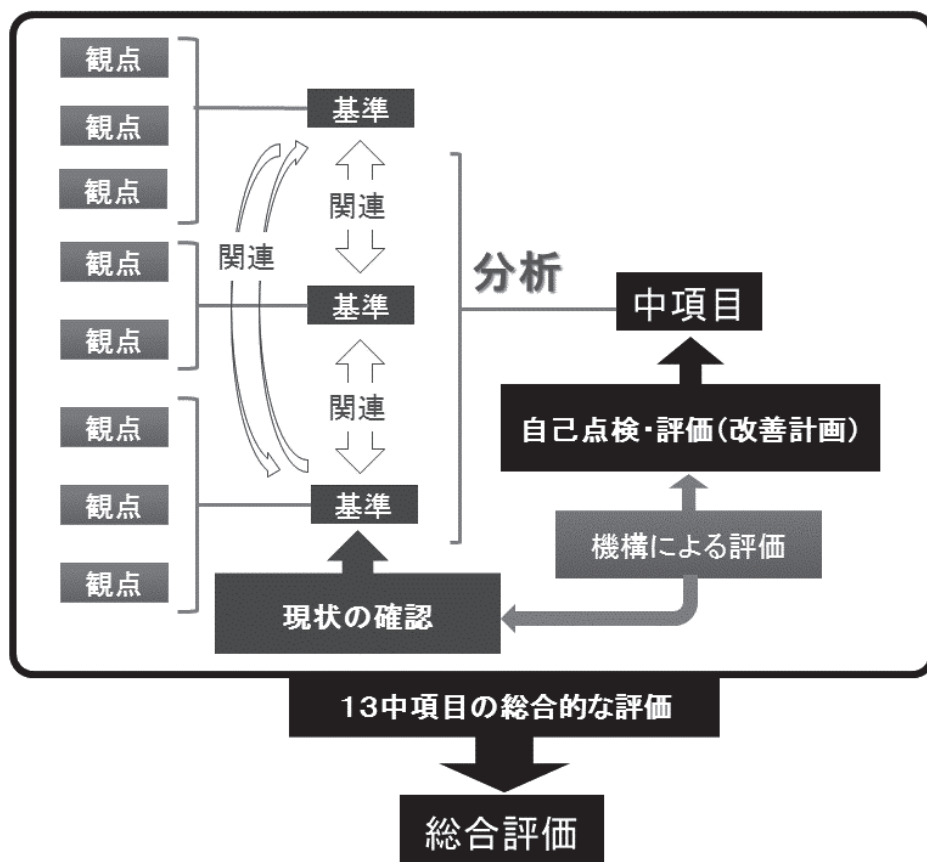 観点
観点
観点
基準
関連
関連
観点
観点
基準
関連
観点
観点
観点
基準
現状の確認
分析
中項目
自己点検・評価(改善計画)
機構による評価
13中項目の総合的な評価
総合評価